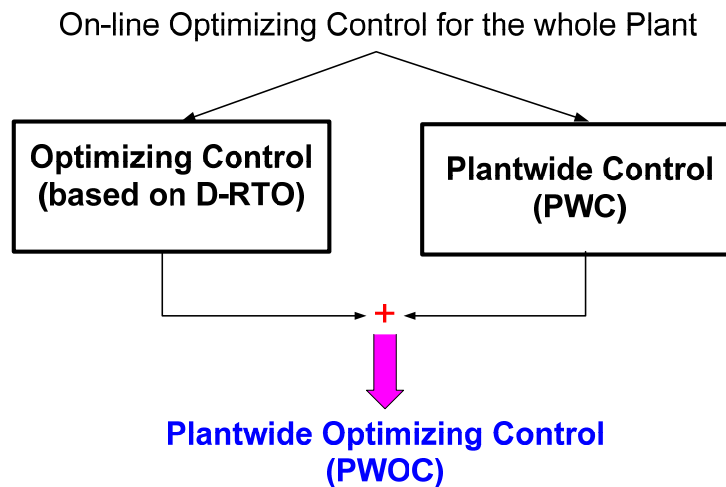 On-line Optimizing Control for the whole Plant
Optimizing Control
(based on D-RTO)
Plantwide Control
(PWC)
+
Plantwide Optimizing Control
(PWOC)